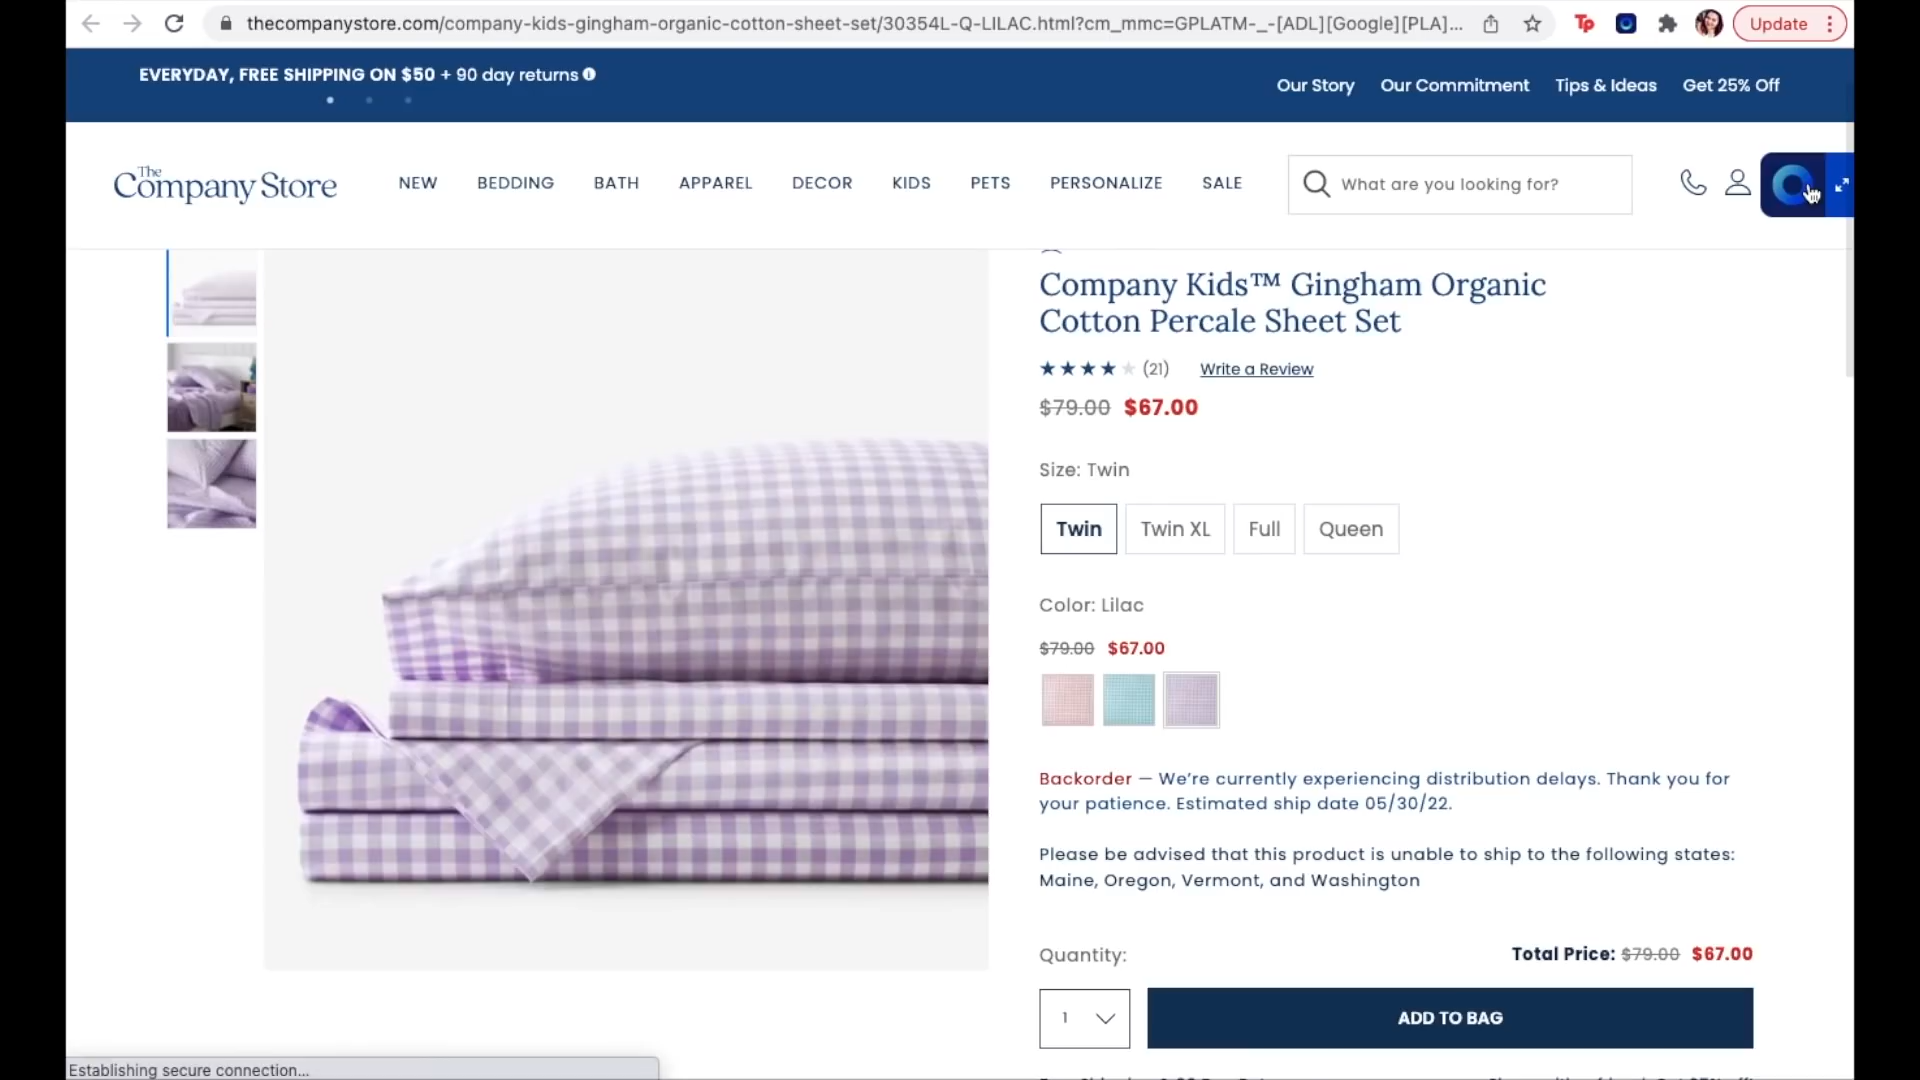 thecompanystore.com/company-kids-gingham-organic-cotton-sheet-set/30354L-Q-LILAC.html?cm_mmc=GPLATM-_-[ADL][Google][PLA]...
Tp
Update
EVERYDAY, FREE SHIPPING ON $50 + 90 day returns
Our Story
Our Commitment
Tips & Ideas
Get 25% Off
The
Company Store
NEW
BEDDING
BATH
APPAREL
DECOR
KIDS
PETS
PERSONALIZE
SALE
What are you looking for?
Company Kids™ Gingham Organic
Cotton Percale Sheet Set
(21)
Write a Review
$79.00 $67.00
Size: Twin
Twin
Twin XL
Full
Queen
Color: Lilac
$79.00 $67.00
Backorder — We're currently experiencing distribution delays. Thank you for
your patience. Estimated ship date 05/30/22.
Please be advised that this product is unable to ship to the following states:
Maine, Oregon, Vermont, and Washington
Quantity:
Total Price: $79.00 $67.00
1
ADD TO BAG
Establishing secure connection...